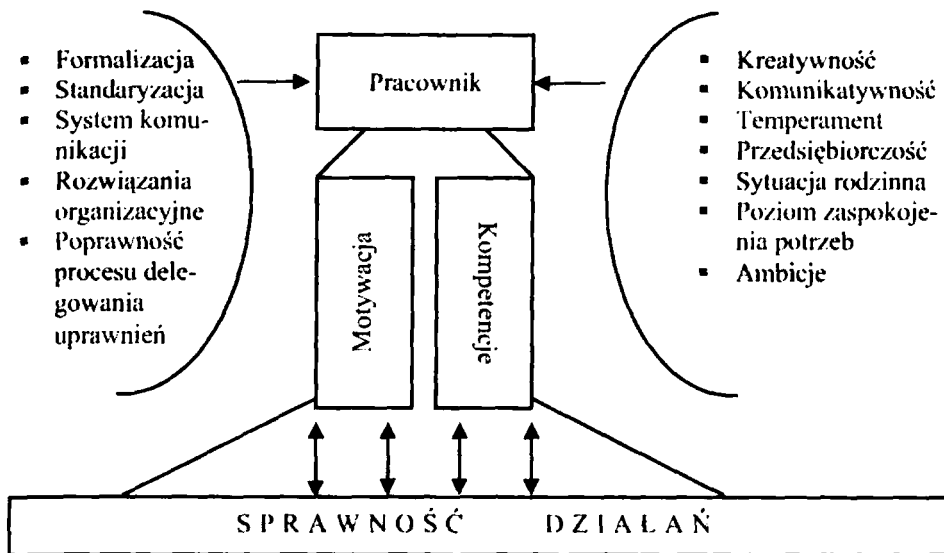 ▪ Formalizacja
▪ Standaryzacja
▪ System komu-
nikacji
▪ Rozwiązania
organizacyjne
▪ Poprawność
procesu dele-
gowania
uprawnień
Pracownik
Motywacja
Kompetencje
▪ Kreatywność
▪ Komunikatywność
▪ Temperament
▪ Przedsiębiorczość
▪ Sytuacja rodzinna
▪ Poziom zaspokoje-
nia potrzeb
▪ Ambicje
SPRAWNOŚĆ DZIAŁAŃ